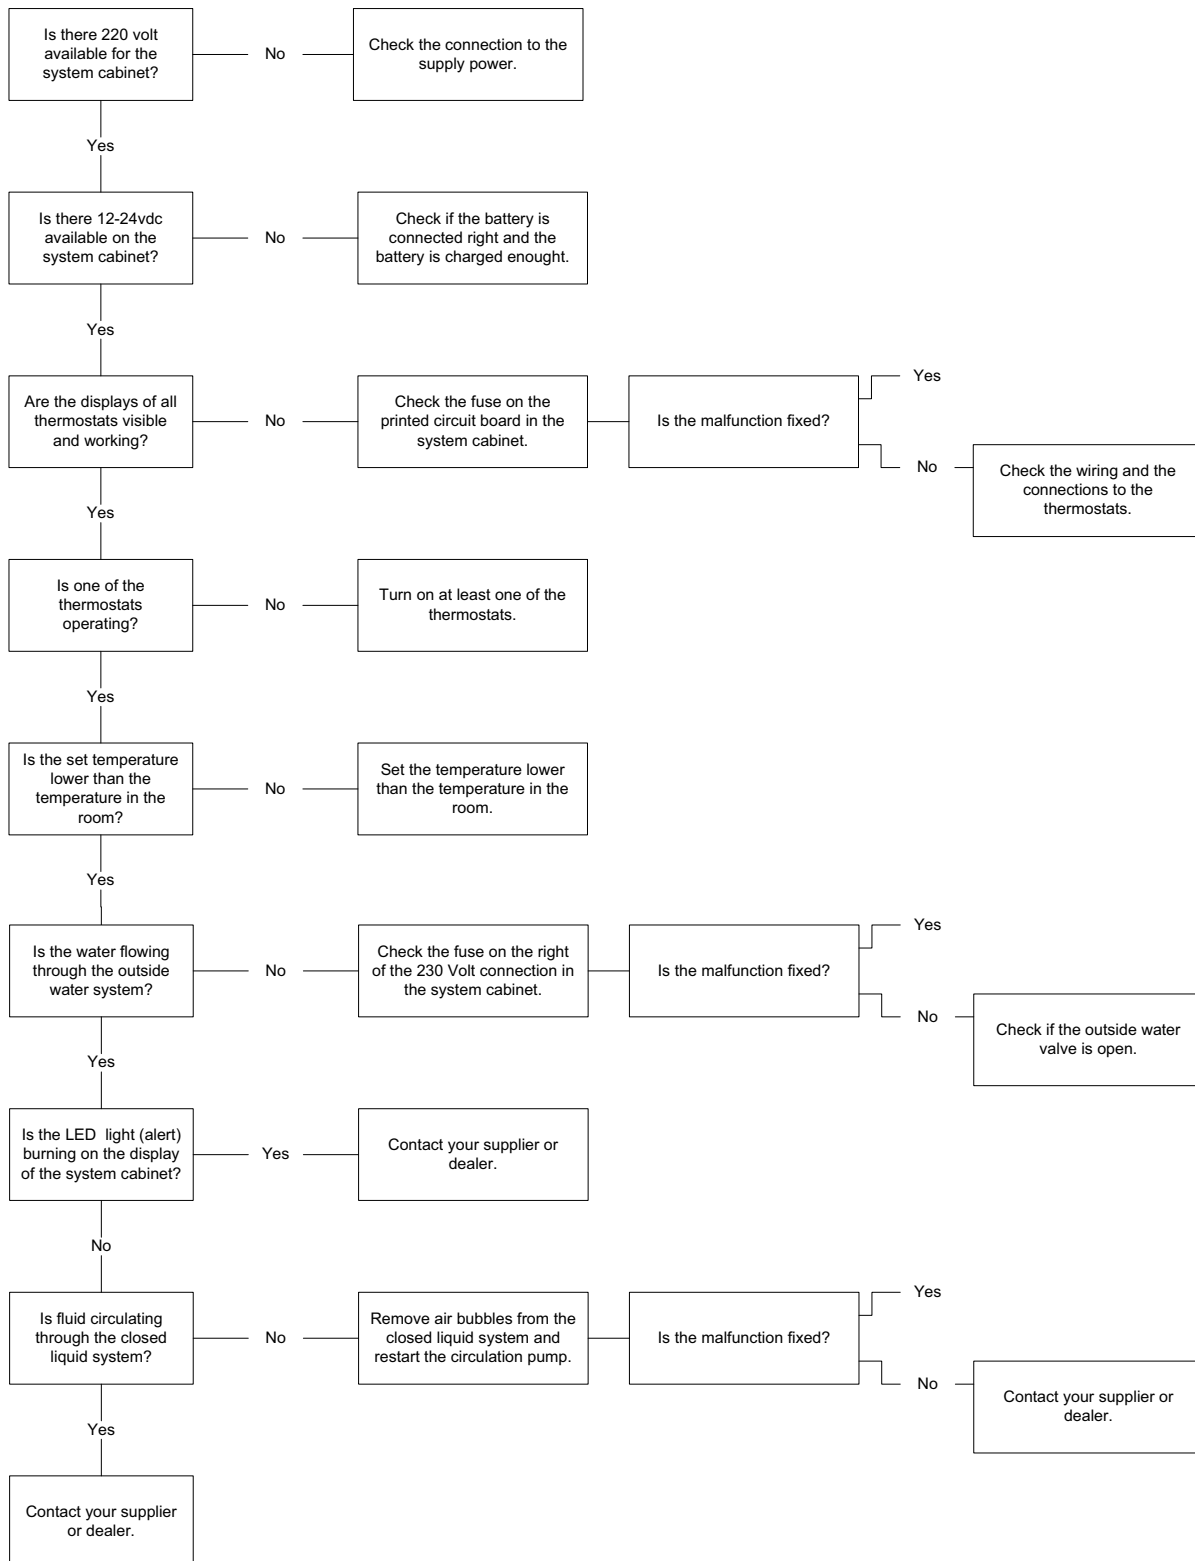 Is there 220 volt
available for the
system cabinet?
No
Check the connection to the
supply power.
Yes
Is there 12-24vdc
available on the
system cabinet?
No
Check if the battery is
connected right and the
battery is charged enought.
Yes
Are the displays of all
thermostats visible
and working?
No
Check the fuse on the
printed circuit board in the
system cabinet.
Is the malfunction fixed?
Yes
No
Check the wiring and the
connections to the
thermostats.
Yes
Is one of the
thermostats
operating?
No
Turn on at least one of the
thermostats.
Yes
Is the set temperature
lower than the
temperature in the
room?
No
Set the temperature lower
than the temperature in the
room.
Yes
Is the water flowing
through the outside
water system?
No
Check the fuse on the right
of the 230 Volt connection in
the system cabinet.
Is the malfunction fixed?
Yes
No
Check if the outside water
valve is open.
Yes
Is the LED light (alert)
burning on the display
of the system cabinet?
Yes
Contact your supplier or
dealer.
No
Is fluid circulating
through the closed
liquid system?
No
Remove air bubbles from the
closed liquid system and
restart the circulation pump.
Is the malfunction fixed?
Yes
No
Contact your supplier or
dealer.
Yes
Contact your supplier
or dealer.